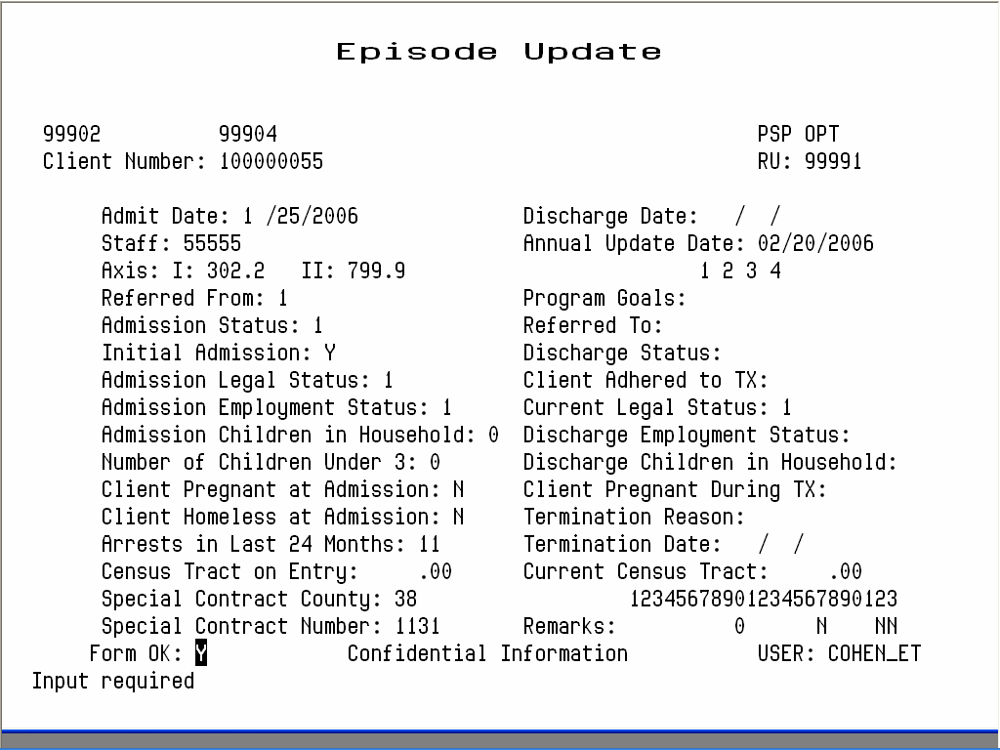 Episode Update
99902 99904 PSP OPT
Client Number: 100000055 RU: 99991
Admit Date: 1 /25/2006 Discharge Date: / /
Staff: 55555 Annual Update Date: 02/20/2006
Axis: I: 302.2 II: 799.9 1 2 3 4
Referred From: 1 Program Goals:
Admission Status: 1 Referred To:
Initial Admission: Y Discharge Status:
Admission Legal Status: 1 Client Adhered to TX:
Admission Employment Status: 1 Current Legal Status: 1
Admission Children in Household: 0 Discharge Employment Status:
Number of Children Under 3: 0 Discharge Children in Household:
Client Pregnant at Admission: N Client Pregnant During TX:
Client Homeless at Admission: N Termination Reason:
Arrests in Last 24 Months: 11 Termination Date: / /
Census Tract on Entry: .00 Current Census Tract: .00
Special Contract County: 38 12345678901234567890123
Special Contract Number: 1131 Remarks: 0 N NN
Form OK: Y Confidential Information USER: COHEN_ET
Input required